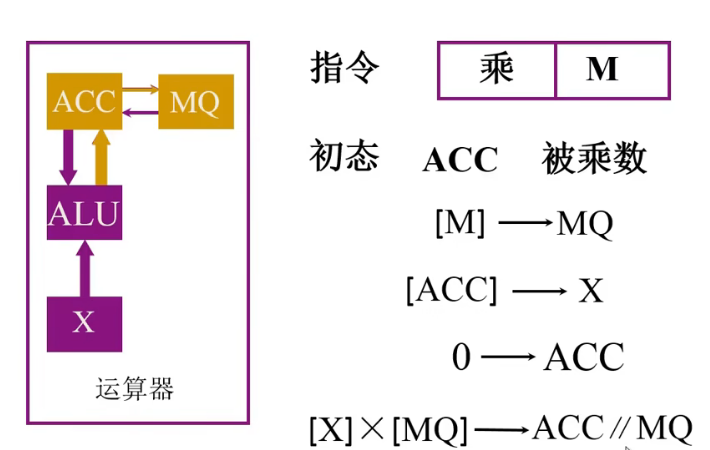 ACC MQ
ALU
X
运算器
指令 乘 M
初态 ACC 被乘数
[M] ⟶ MQ
[ACC] ⟶ X
0 ⟶ ACC
[X]×[MQ]⟶ACC∥MQ